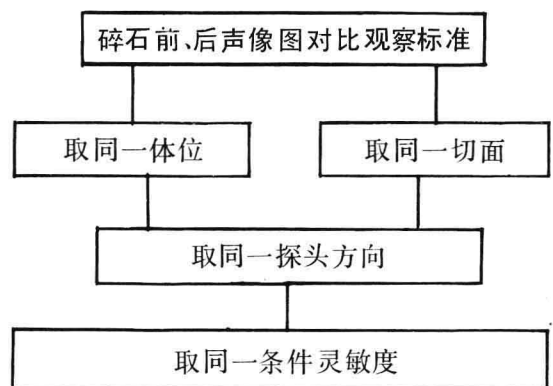 碎石前、后声像图对比观察标准
取同一体位
取同一切面
取同一探头方向
取同一条件灵敏度